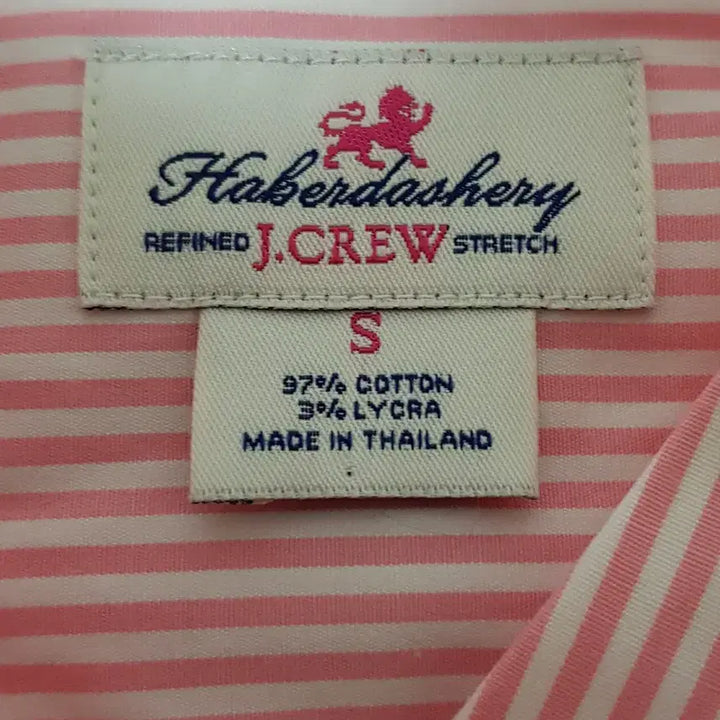 Haberdashery
REFINED J.CREW STRETCH
S
97% COTTON
3% LYCRA
MADE IN THAILAND